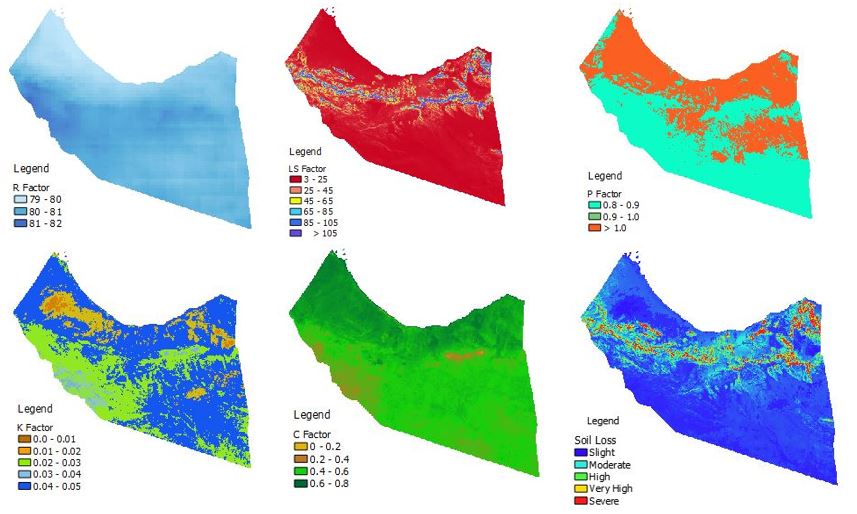 Legend
R Factor
79 - 80
80 - 81
81 - 82
Legend
LS Factor
3 - 25
25 - 45
45 - 65
65 - 85
85 - 105
> 105
Legend
P Factor
0.8 - 0.9
0.9 - 1.0
> 1.0
Legend
K Factor
0.0 - 0.01
0.01 - 0.02
0.02 - 0.03
0.03 - 0.04
0.04 - 0.05
Legend
C Factor
0 - 0.2
0.2 - 0.4
0.4 - 0.6
0.6 - 0.8
Legend
Soil Loss
Slight
Moderate
High
Very High
Severe